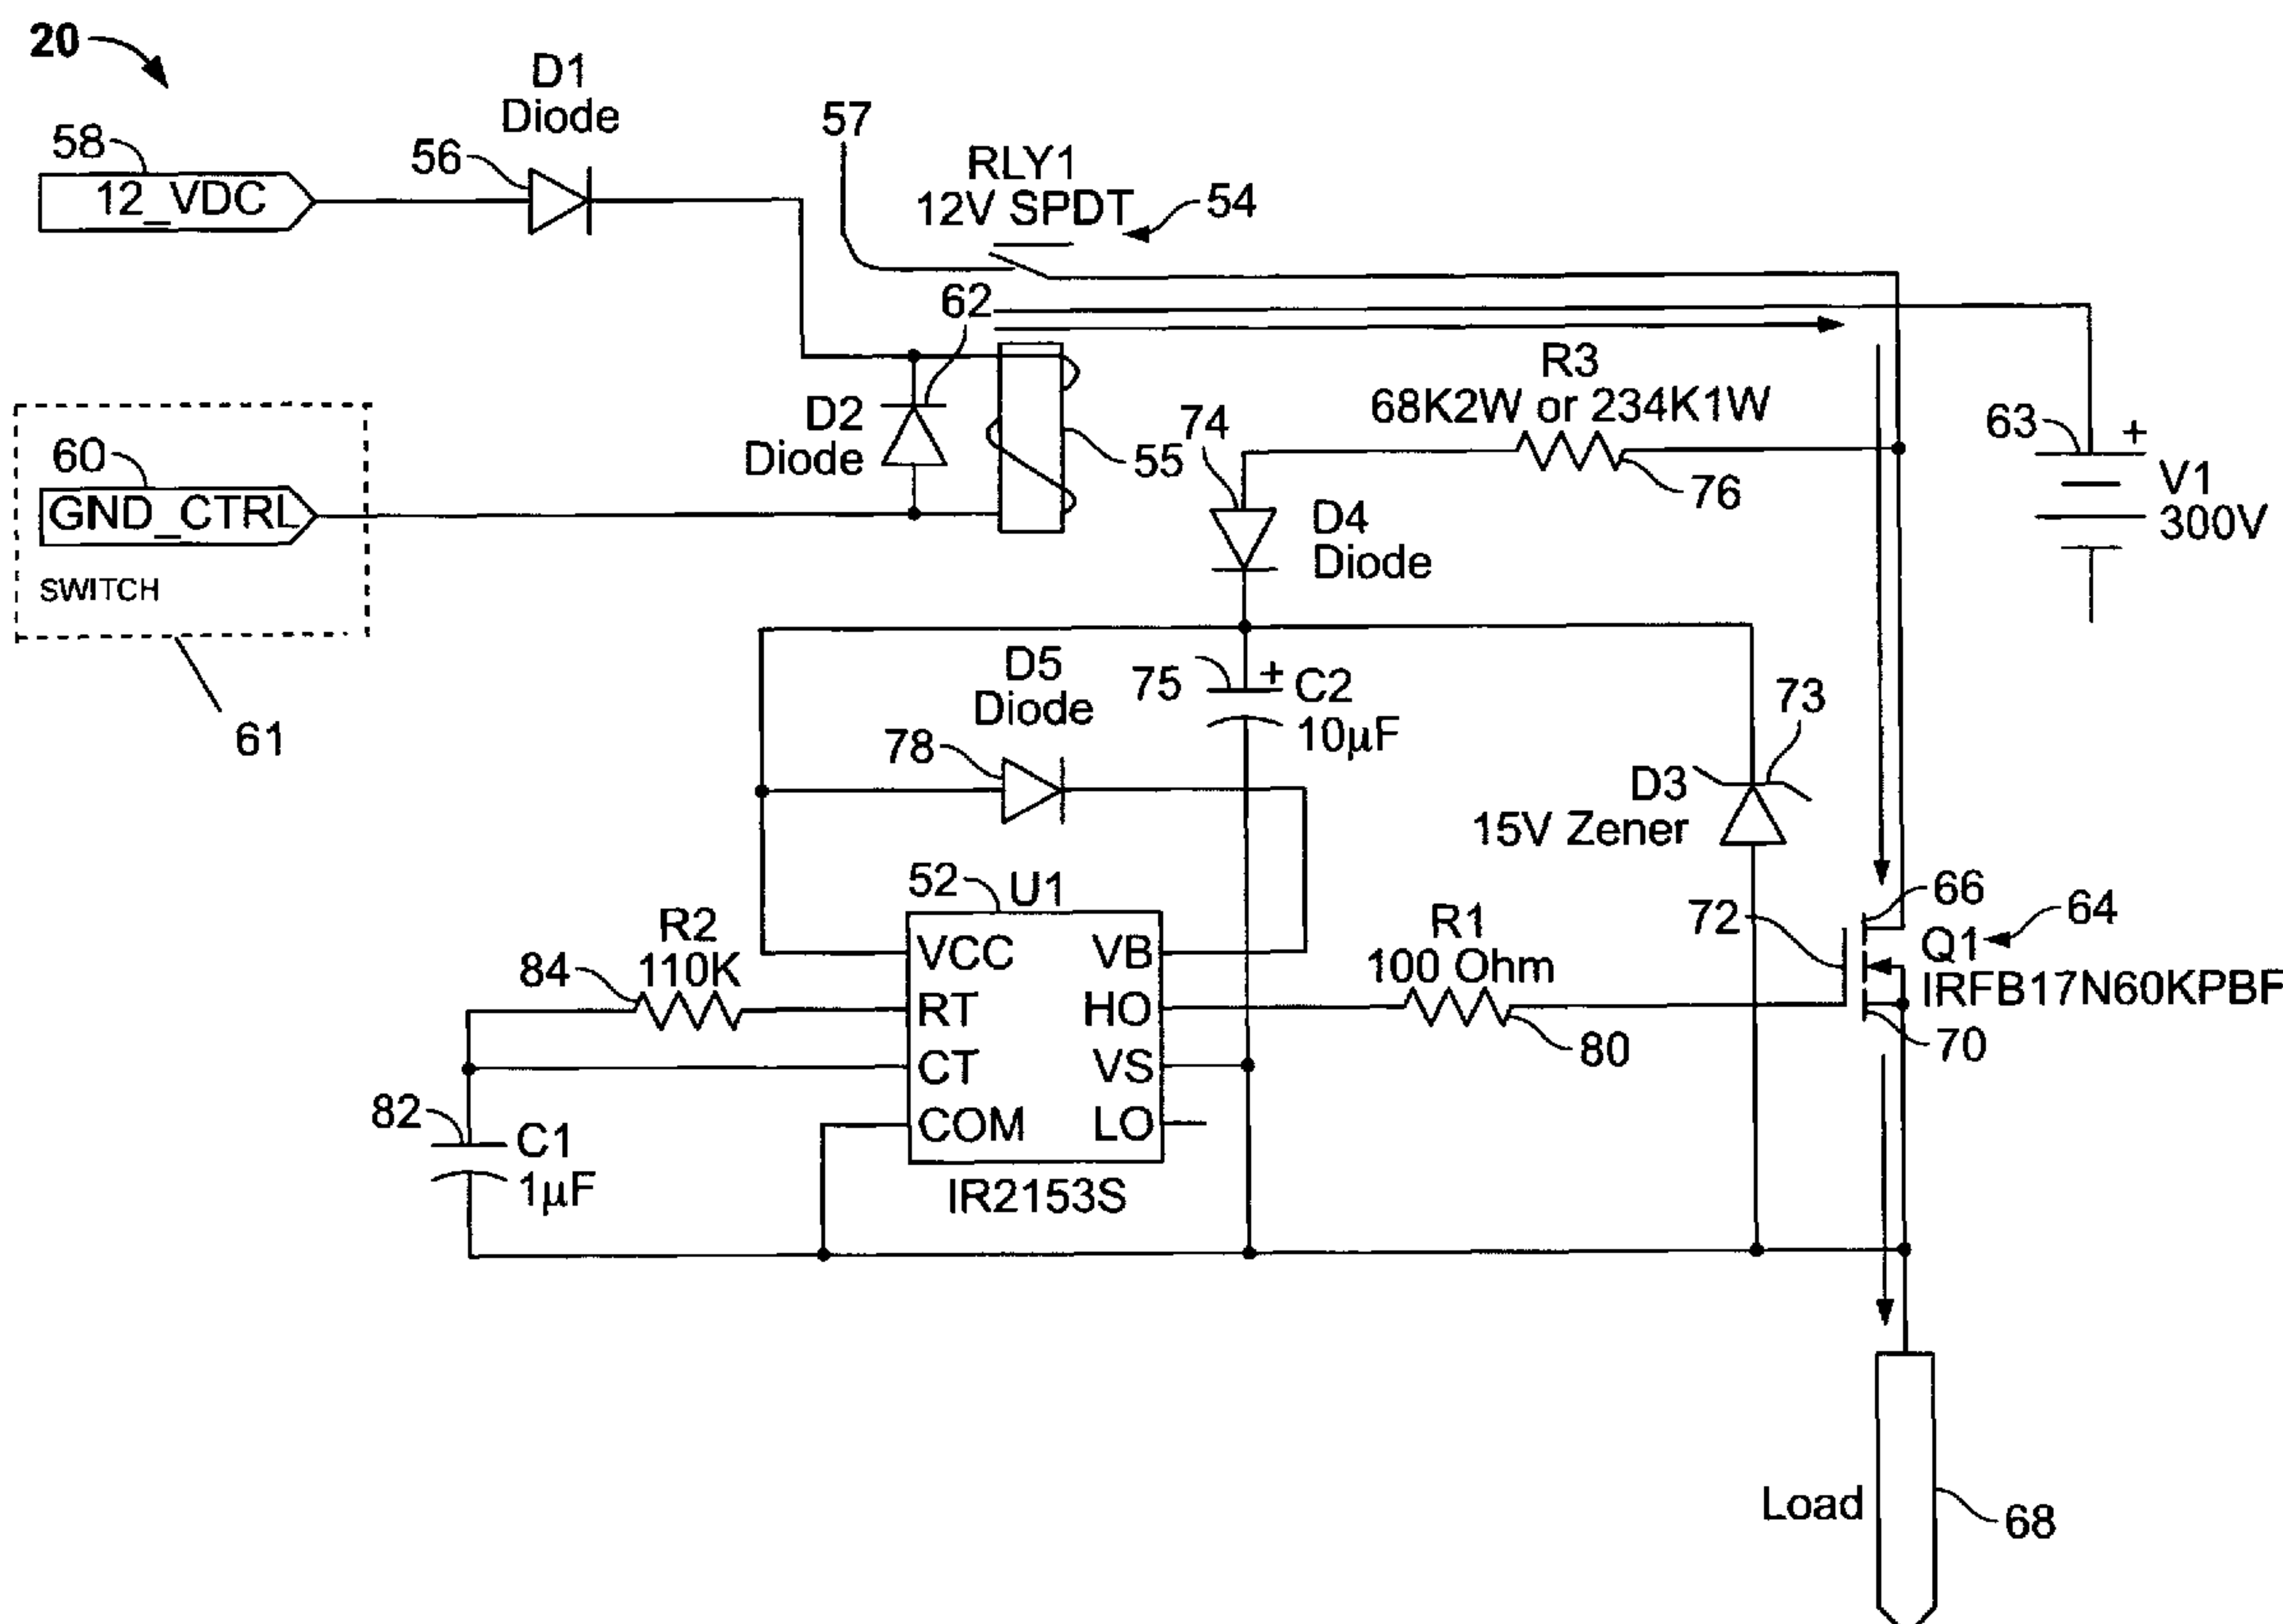 20
D1
Diode
58
56
12_VDC
57
RLY1
12V SPDT
54
62
60
GND_CTRL
SWITCH
61
D2
Diode
55
74
R3
68K2W or 234K1W
76
63
+
V1
300V
D4
Diode
D5
Diode
75
+
C2
10µF
78
73
D3
15V Zener
52
U1
R2
110K
84
VCC
RT
CT
COM
VB
HO
VS
LO
IR2153S
R1
100 Ohm
80
72
66
64
Q1
IRFB17N60KPBF
70
82
C1
1µF
Load
68